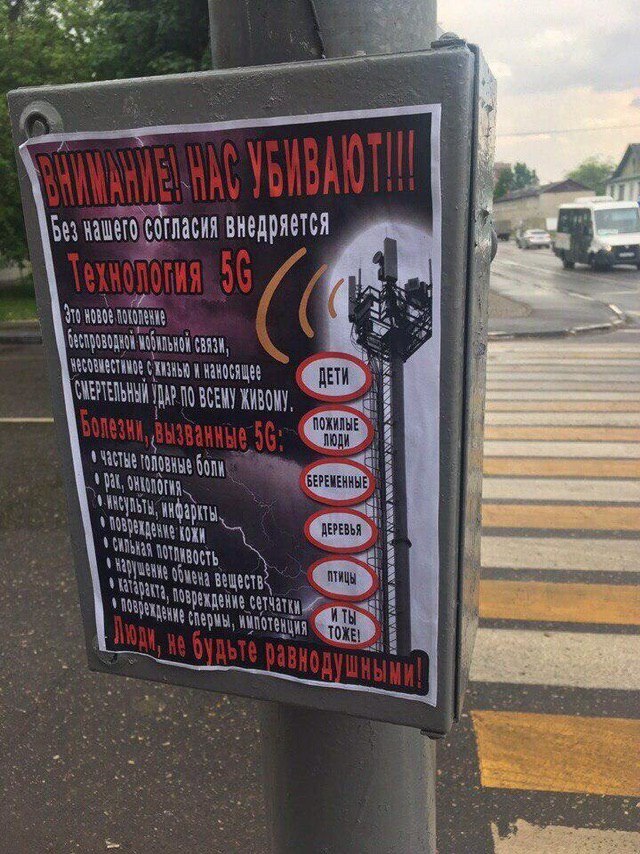 ВНИМАНИЕ! НАС УБИВАЮТ!!!
Без нашего согласия внедряется
Технология 5G
Это новое поколение
беспроводной мобильной связи,
несовместимое с жизнью и наносящее
СМЕРТЕЛЬНЫЙ УДАР ПО ВСЕМУ ЖИВОМУ.
Болезни, вызванные 5G:
• частые головные боли
• рак, онкология
• инсульты, инфаркты
• повреждение кожи
• сильная потливость
• нарушение обмена веществ
• катаракта, повреждение сетчатки
• повреждение спермы, импотенция
ДЕТИ
ПОЖИЛЫЕ
ЛЮДИ
БЕРЕМЕННЫЕ
ДЕРЕВЬЯ
ПТИЦЫ
И ТЫ
ТОЖЕ!
Люди, не будьте равнодушными!